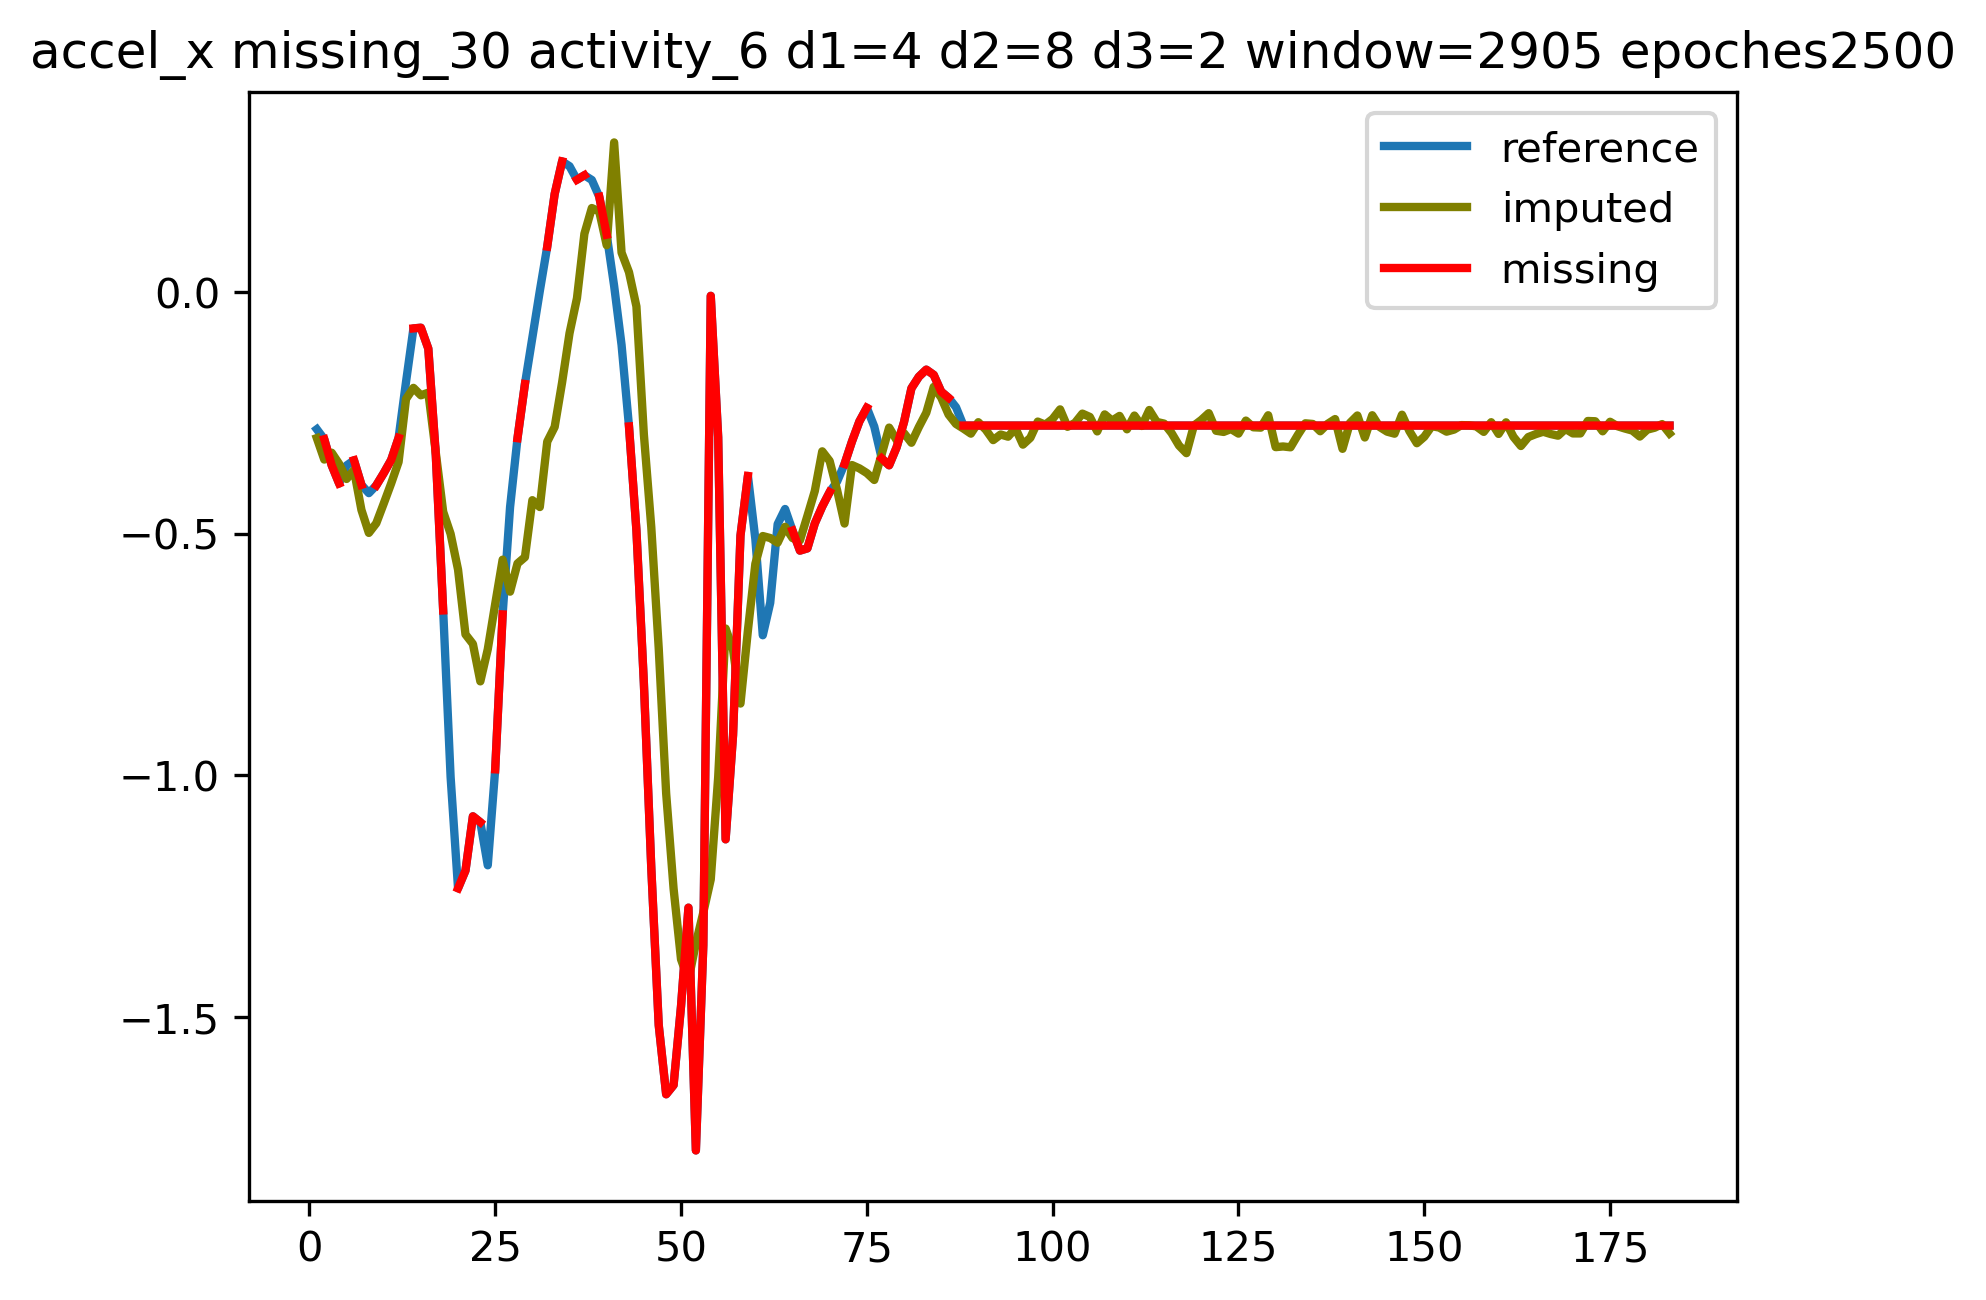 accel_x missing_30 activity_6 d1=4 d2=8 d3=2 window=2905 epoches2500
reference
imputed
missing
0.0
−0.5
−1.0
−1.5
0 25 50 75 100 125 150 175